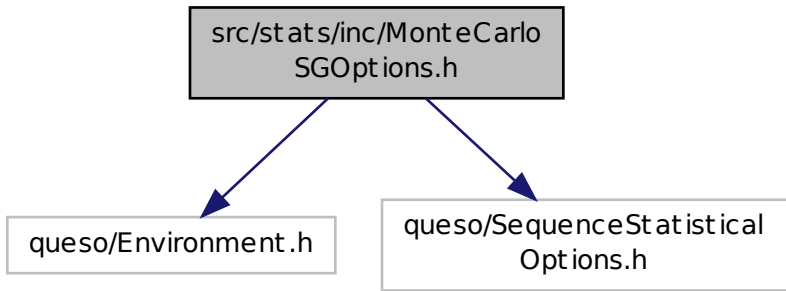 src/stats/inc/MonteCarlo
SGOptions.h
queso/Environment.h
queso/SequenceStatistical
Options.h